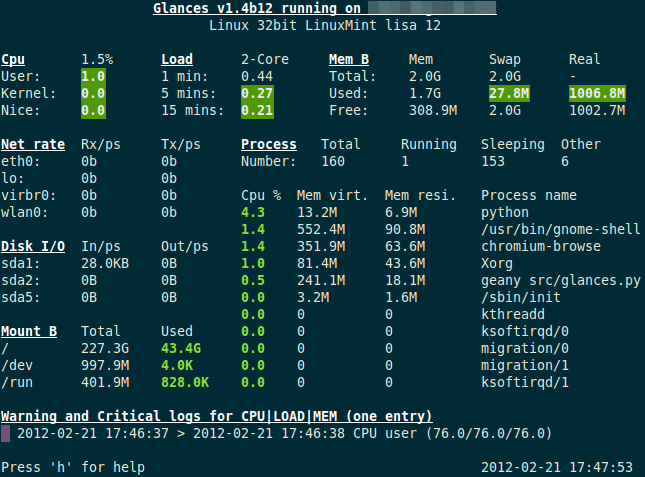 Glances v1.4b12 running on
Linux 32bit LinuxMint lisa 12
Cpu 1.5% Load 2-Core Mem B Mem Swap Real
User: 1.0 1 min: 0.44 Total: 2.0G 2.0G -
Kernel: 0.0 5 mins: 0.27 Used: 1.7G 27.8M 1006.8M
Nice: 0.0 15 mins: 0.21 Free: 308.9M 2.0G 1002.7M
Net rate Rx/ps Tx/ps Process Total Running Sleeping Other
eth0: 0b 0b Number: 160 1 153 6
lo: 0b 0b
virbr0: 0b 0b Cpu % Mem virt. Mem resi. Process name
wlan0: 0b 0b 4.3 13.2M 6.9M python
1.4 552.4M 90.8M /usr/bin/gnome-shell
Disk I/O In/ps Out/ps 1.4 351.9M 63.6M chromium-browse
sda1: 28.0KB 0B 1.0 81.4M 43.6M Xorg
sda2: 0B 0B 0.5 241.1M 18.1M geany src/glances.py
sda5: 0B 0B 0.0 3.2M 1.6M /sbin/init
0.0 0 0 kthreadd
Mount B Total Used 0.0 0 0 ksoftirqd/0
/ 227.3G 43.4G 0.0 0 0 migration/0
/dev 997.9M 4.0K 0.0 0 0 migration/1
/run 401.9M 828.0K 0.0 0 0 ksoftirqd/1
Warning and Critical logs for CPU|LOAD|MEM (one entry)
2012-02-21 17:46:37 > 2012-02-21 17:46:38 CPU user (76.0/76.0/76.0)
Press 'h' for help 2012-02-21 17:47:53